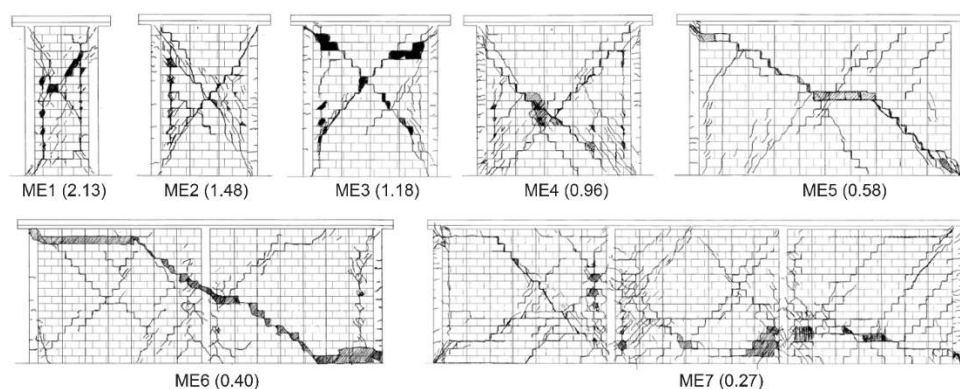 ME1 (2.13)
ME2 (1.48)
ME3 (1.18)
ME4 (0.96)
ME5 (0.58)
ME6 (0.40)
ME7 (0.27)